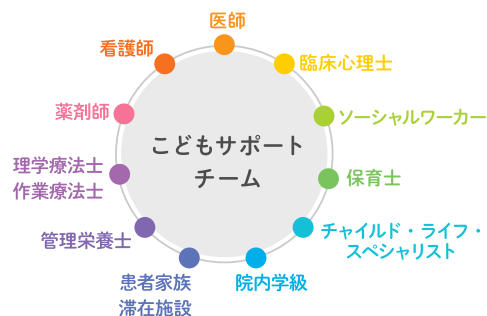 医師
臨床心理士
ソーシャルワーカー
保育士
チャイルド・ライフ・
スペシャリスト
院内学級
患者家族
滞在施設
管理栄養士
理学療法士
作業療法士
薬剤師
看護師
こどもサポート
チーム